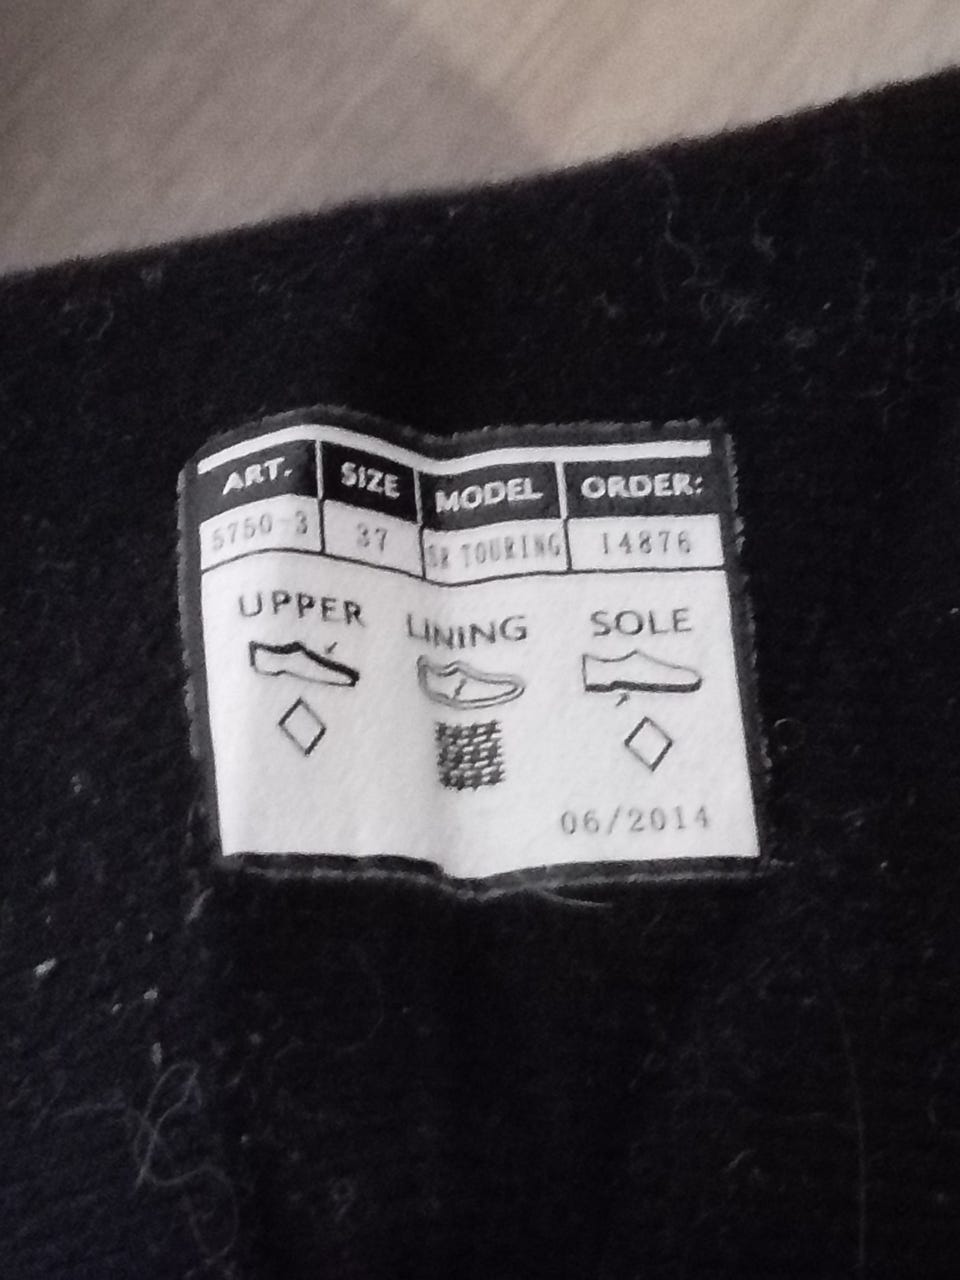 ART. SIZE MODEL ORDER:
5750-3 37 TOURING 14876
UPPER LINING SOLE
06/2014